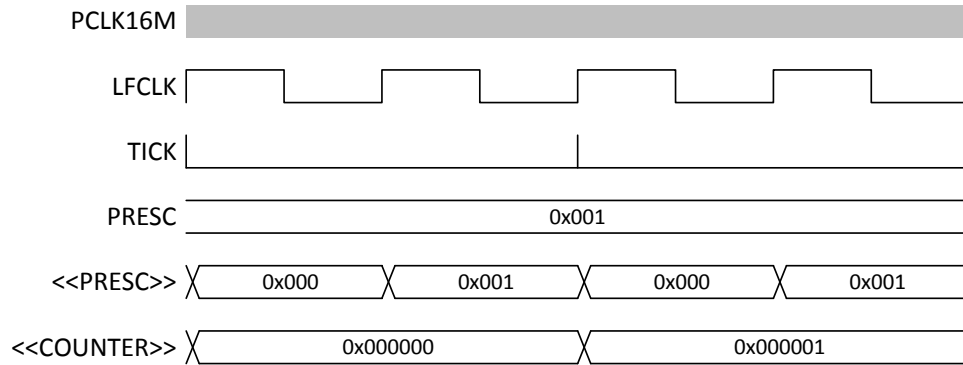 PCLK16M
LFCLK
TICK
PRESC 0x001
<<PRESC>> 0x000 0x001 0x000 0x001
<<COUNTER>> 0x000000 0x000001